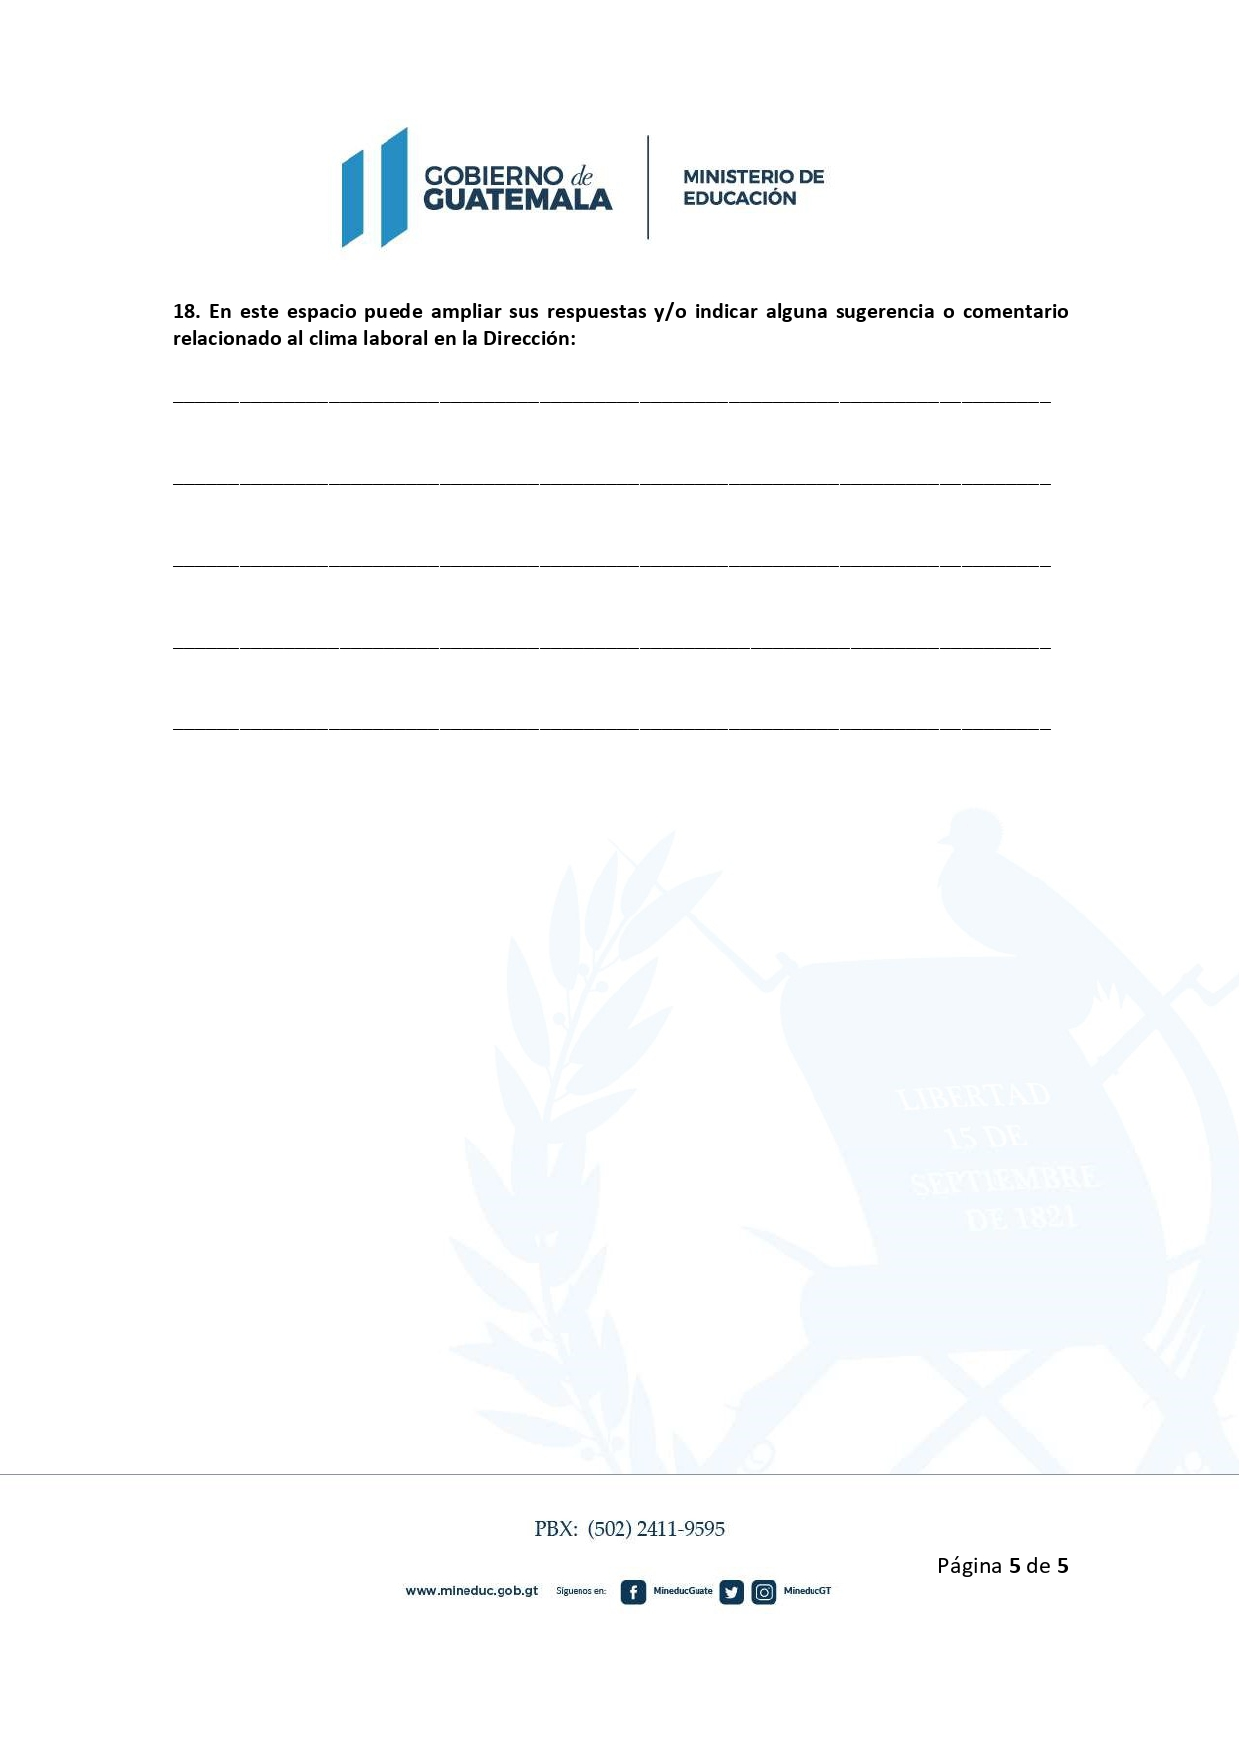 GOBIERNO de
GUATEMALA
MINISTERIO DE
EDUCACIÓN
18. En este espacio puede ampliar sus respuestas y/o indicar alguna sugerencia o comentario
relacionado al clima laboral en la Dirección:
LIBERTAD
15 DE
SEPTIEMBRE
DE 1821
PBX: (502) 2411-9595
Página 5 de 5
www.mineduc.gob.gt Síguenos en: MineducGuate MineducGT